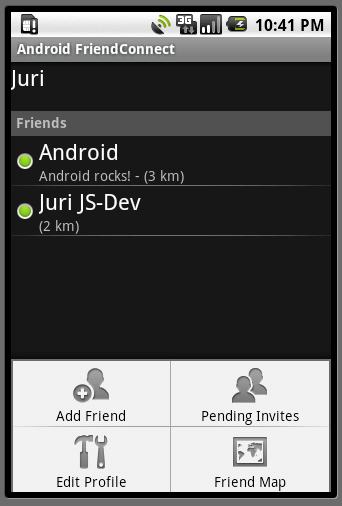 3G 10:41 PM
Android FriendConnect
Juri
Friends
Android
Android rocks! - (3 km)
Juri JS-Dev
(2 km)
Add Friend
Pending Invites
Edit Profile
Friend Map